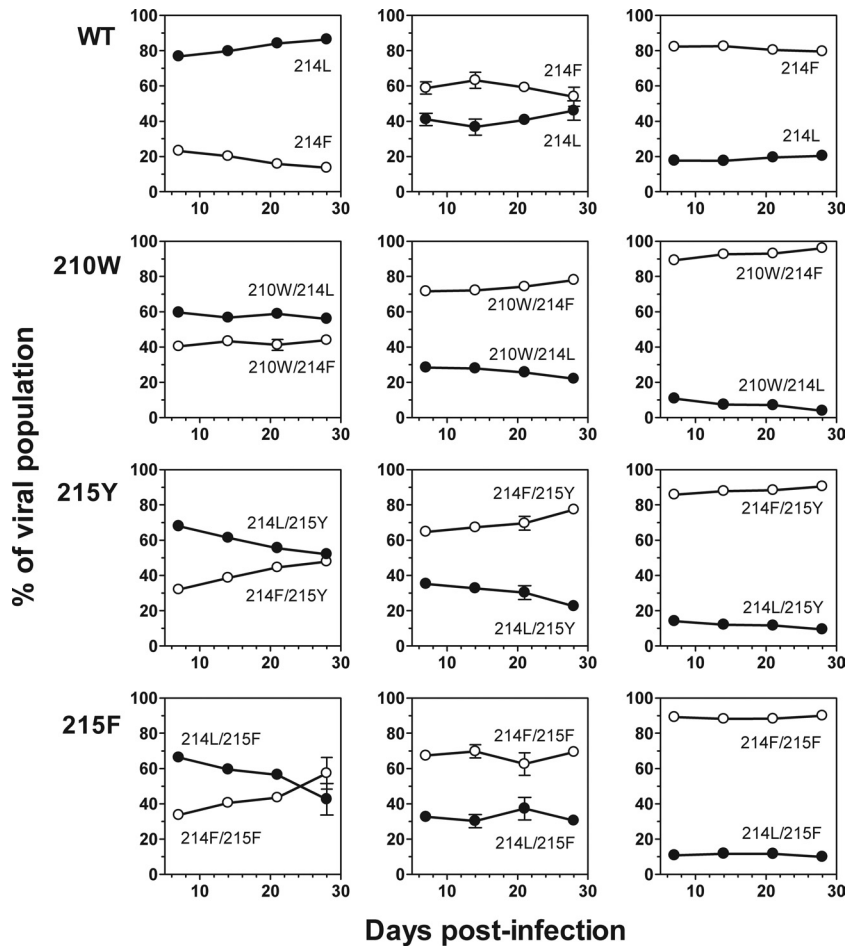 WT
100
80
60
40
20
0
214L
214F
10 20 30
100
80
60
40
20
0
214F
214L
10 20 30
100
80
60
40
20
0
214F
214L
10 20 30
210W
100
80
60
40
20
0
210W/214L
210W/214F
10 20 30
100
80
60
40
20
0
210W/214F
210W/214L
10 20 30
100
80
60
40
20
0
210W/214F
210W/214L
10 20 30
215Y
100
80
60
40
20
0
214L/215Y
214F/215Y
10 20 30
100
80
60
40
20
0
214F/215Y
214L/215Y
10 20 30
100
80
60
40
20
0
214F/215Y
214L/215Y
10 20 30
215F
100
80
60
40
20
0
214L/215F
214F/215F
10 20 30
100
80
60
40
20
0
214F/215F
214L/215F
10 20 30
100
80
60
40
20
0
214F/215F
214L/215F
10 20 30
% of viral population
Days post-infection